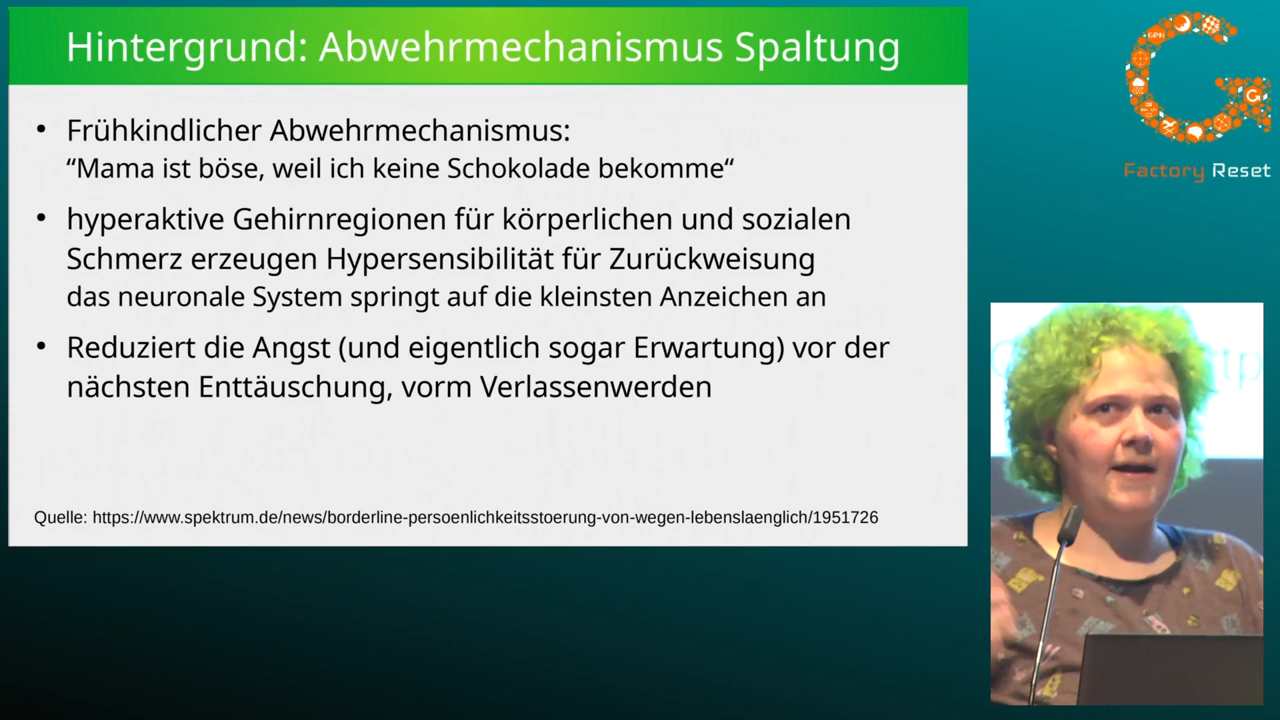 Hintergrund: Abwehrmechanismus Spaltung
• Frühkindlicher Abwehrmechanismus:
“Mama ist böse, weil ich keine Schokolade bekomme“
• hyperaktive Gehirnregionen für körperlichen und sozialen
Schmerz erzeugen Hypersensibilität für Zurückweisung
das neuronale System springt auf die kleinsten Anzeichen an
• Reduziert die Angst (und eigentlich sogar Erwartung) vor der
nächsten Enttäuschung, vorm Verlassenwerden
Quelle: https://www.spektrum.de/news/borderline-persoenlichkeitsstoerung-von-wegen-lebenslaenglich/1951726
GPN
Factory Reset